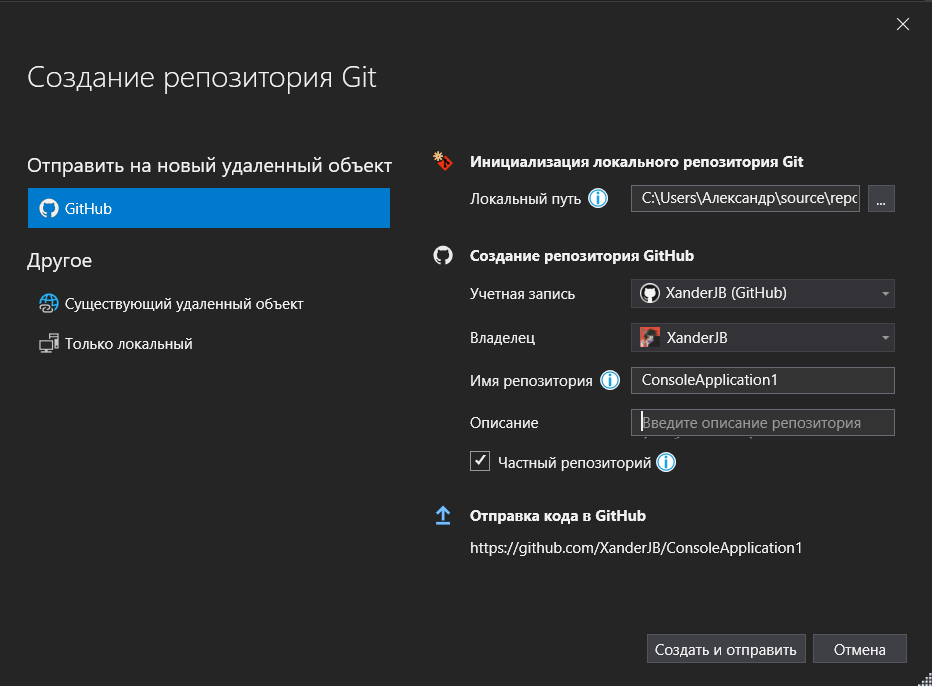 Создание репозитория Git
Отправить на новый удаленный объект
GitHub
Другое
Существующий удаленный объект
Только локальный
Инициализация локального репозитория Git
Локальный путь
C:\Users\Александр\source\repo
...
Создание репозитория GitHub
Учетная запись
XanderJB (GitHub)
Владелец
XanderJB
Имя репозитория
ConsoleApplication1
Описание
Введите описание репозитория
Частный репозиторий
Отправка кода в GitHub
https://github.com/XanderJB/ConsoleApplication1
Создать и отправить
Отмена